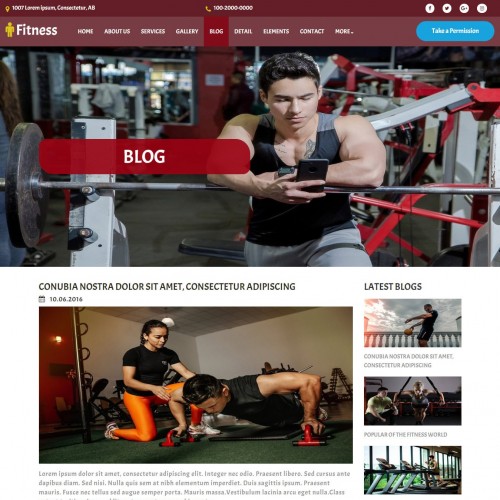 1007 Lorem Ipsum, Consectetur, AB
100-2000-0000
Fitness
HOME ABOUT US SERVICES GALLERY BLOG DETAIL ELEMENTS CONTACT MORE
Take a Permission
BLOG
CONUBIA NOSTRA DOLOR SIT AMET, CONSECTETUR ADIPISCING
10.06.2016
Lorem ipsum dolor sit amet, consectetur adipiscing elit. Integer nec odio. Praesent libero. Sed cursus ante
dapibus diam. Sed nisi. Nulla quis sem at nibh elementum imperdiet. Duis sagittis ipsum. Praesent
mauris. Fusce nec tellus sed augue semper porta. Mauris massa.Vestibulum lacinia arcu eget nulla.Class
LATEST BLOGS
CONUBIA NOSTRA DOLOR SIT AMET,
CONSECTETUR ADIPISCING
POPULAR OF THE FITNESS WORLD